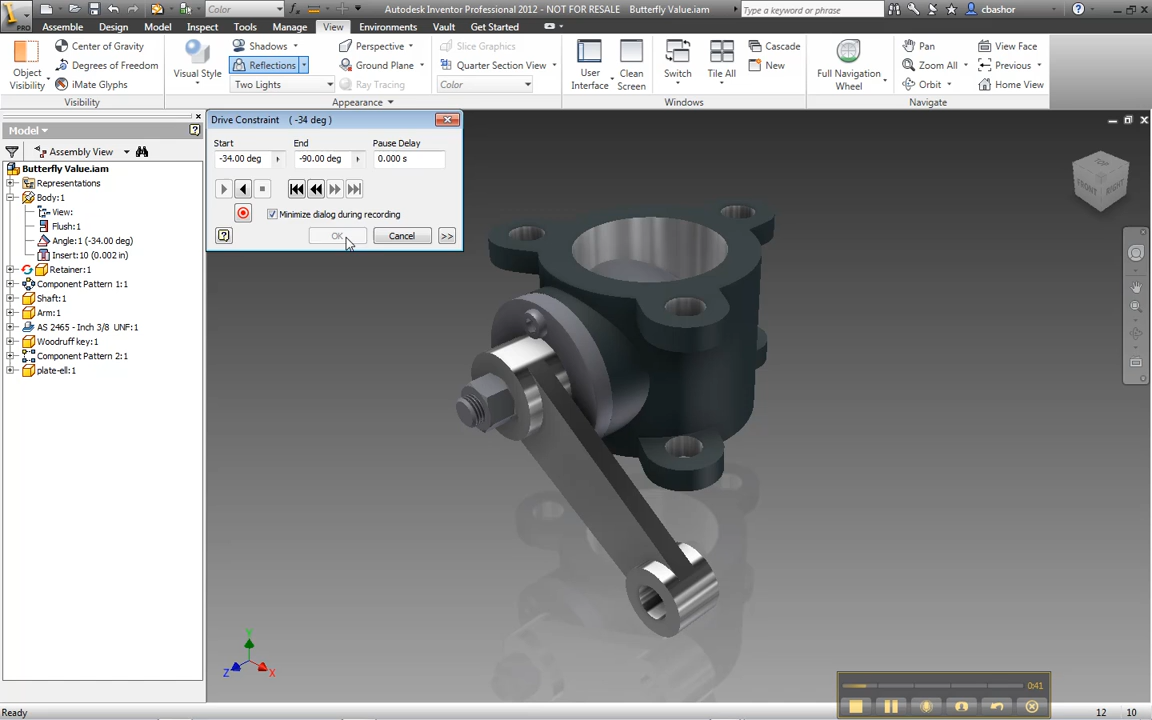 PRO
Color
Autodesk Inventor Professional 2012 - NOT FOR RESALE Butterfly Value.iam
Type a keyword or phrase
cbashor
Assemble Design Model Inspect Tools Manage View Environments Vault Get Started
Object Visibility
Center of Gravity
Degrees of Freedom
iMate Glyphs
Visibility
Visual Style
Shadows
Reflections
Two Lights
Perspective
Ground Plane
Ray Tracing
Slice Graphics
Quarter Section View
Color
Appearance
User Interface
Clean Screen
Switch
Tile All
Cascade
New
Windows
Full Navigation Wheel
Pan
Zoom All
Orbit
View Face
Previous
Home View
Navigate
Model
Assembly View
Butterfly Value.iam
Representations
Body:1
View:
Flush:1
Angle:1 (-34.00 deg)
Insert:10 (0.002 in)
Retainer:1
Component Pattern 1:1
Shaft:1
Arm:1
AS 2465 - Inch 3/8 UNF:1
Woodruff key:1
Component Pattern 2:1
plate-ell:1
Drive Constraint ( -34 deg )
Start End Pause Delay
-34.00 deg -90.00 deg 0.000 s
Minimize dialog during recording
OK Cancel >>
Y
Z X
0:41
Ready 12 10